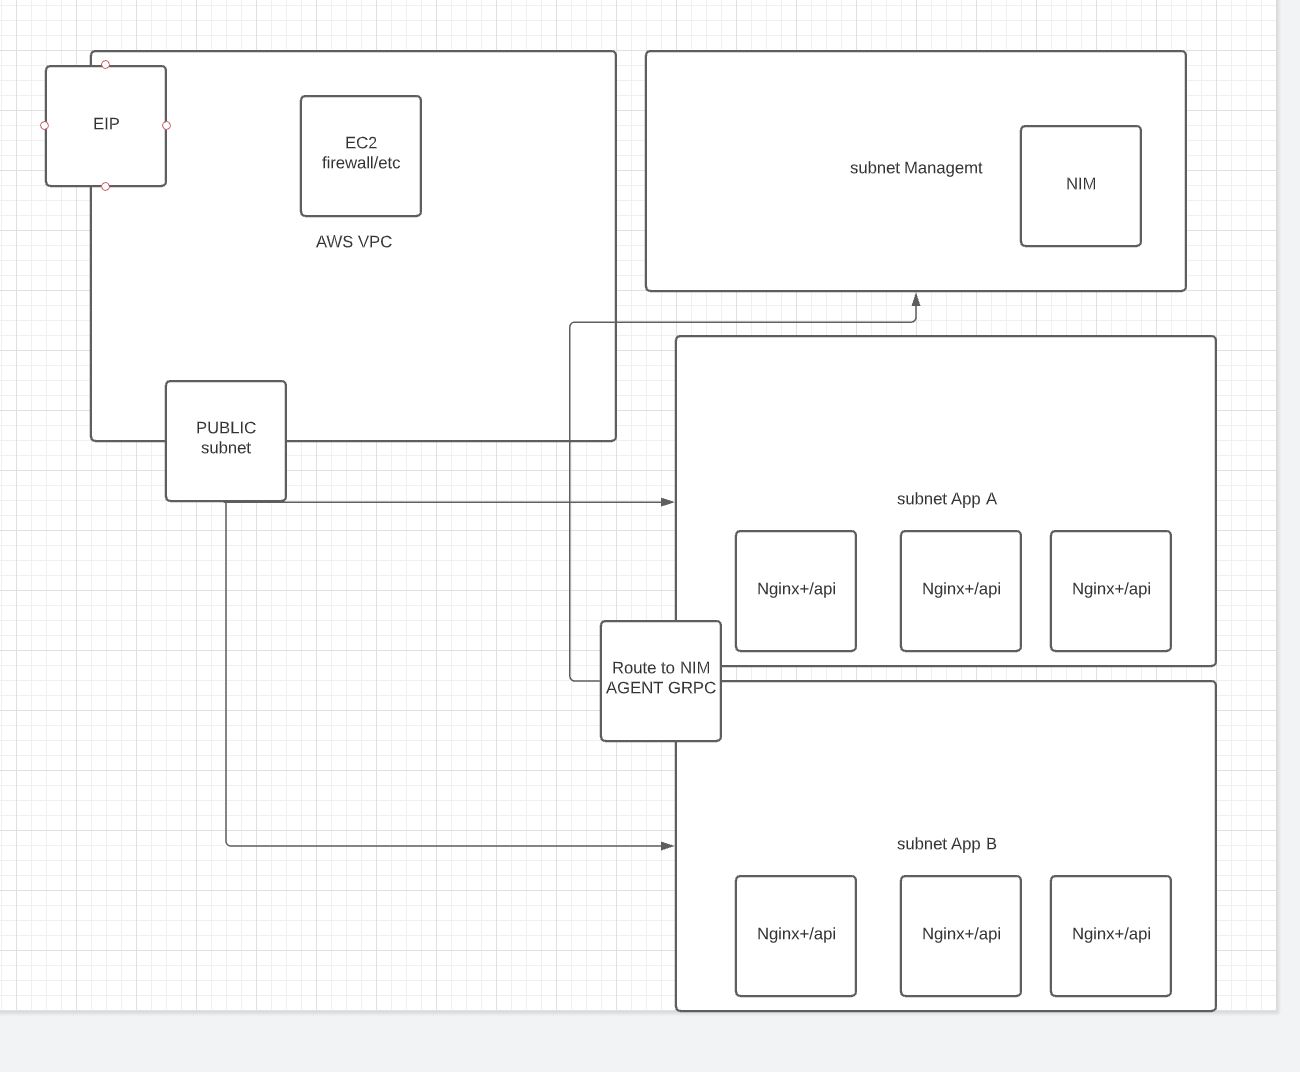 EIP
EC2
firewall/etc
AWS VPC
subnet Managemt
NIM
PUBLIC
subnet
subnet App A
Nginx+/api
Nginx+/api
Nginx+/api
Route to NIM
AGENT GRPC
subnet App B
Nginx+/api
Nginx+/api
Nginx+/api